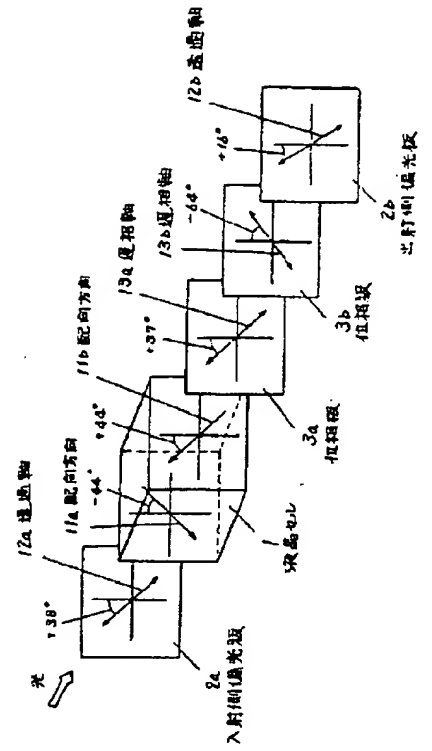 光
+38°
12a 透過軸
-44°
11a 配向方向
+44°
11b 配向方向
+37°
13a 遅相軸
-64°
13b 遅相軸
+16°
12b 透過軸
2a
入射側偏光板
1
液晶セル
3a
位相板
3b
位相板
2b
出射側偏光板